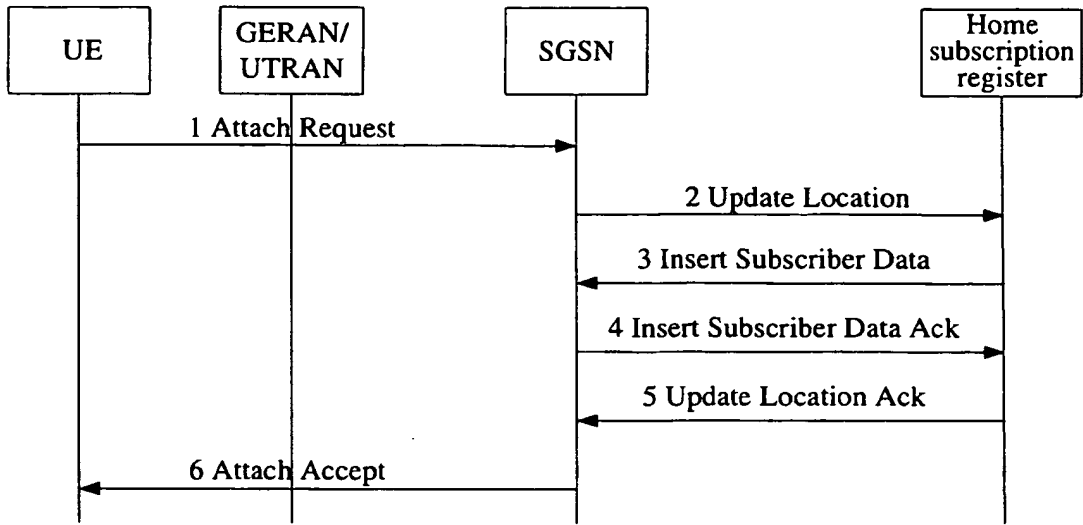 UE
GERAN/
UTRAN
SGSN
Home
subscription
register
1 Attach Request
2 Update Location
3 Insert Subscriber Data
4 Insert Subscriber Data Ack
5 Update Location Ack
6 Attach Accept